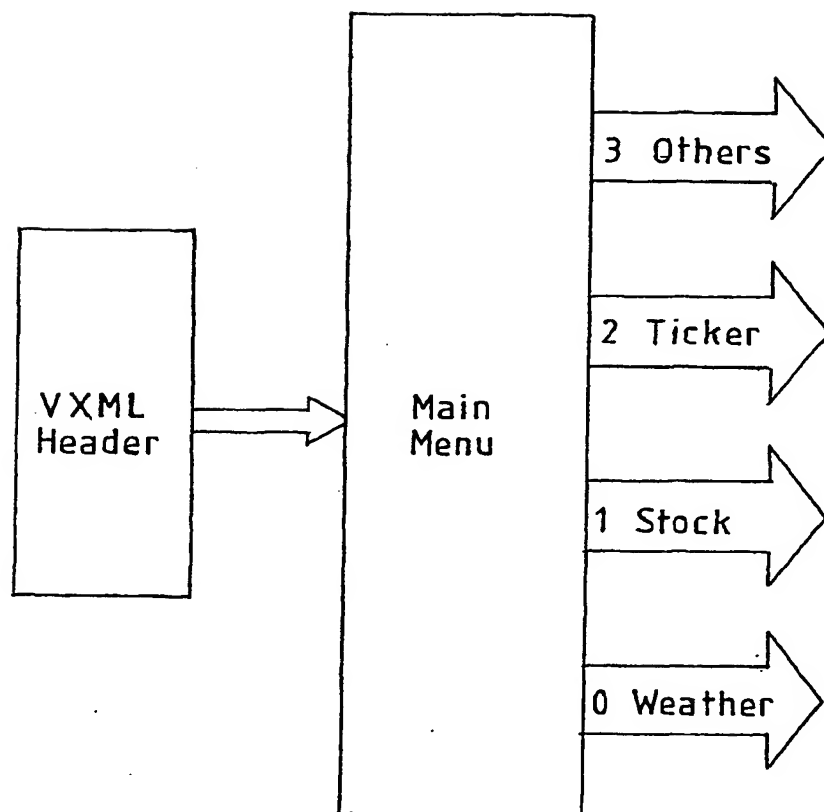 VXML
Header
Main
Menu
3 Others
2 Ticker
1 Stock
0 Weather